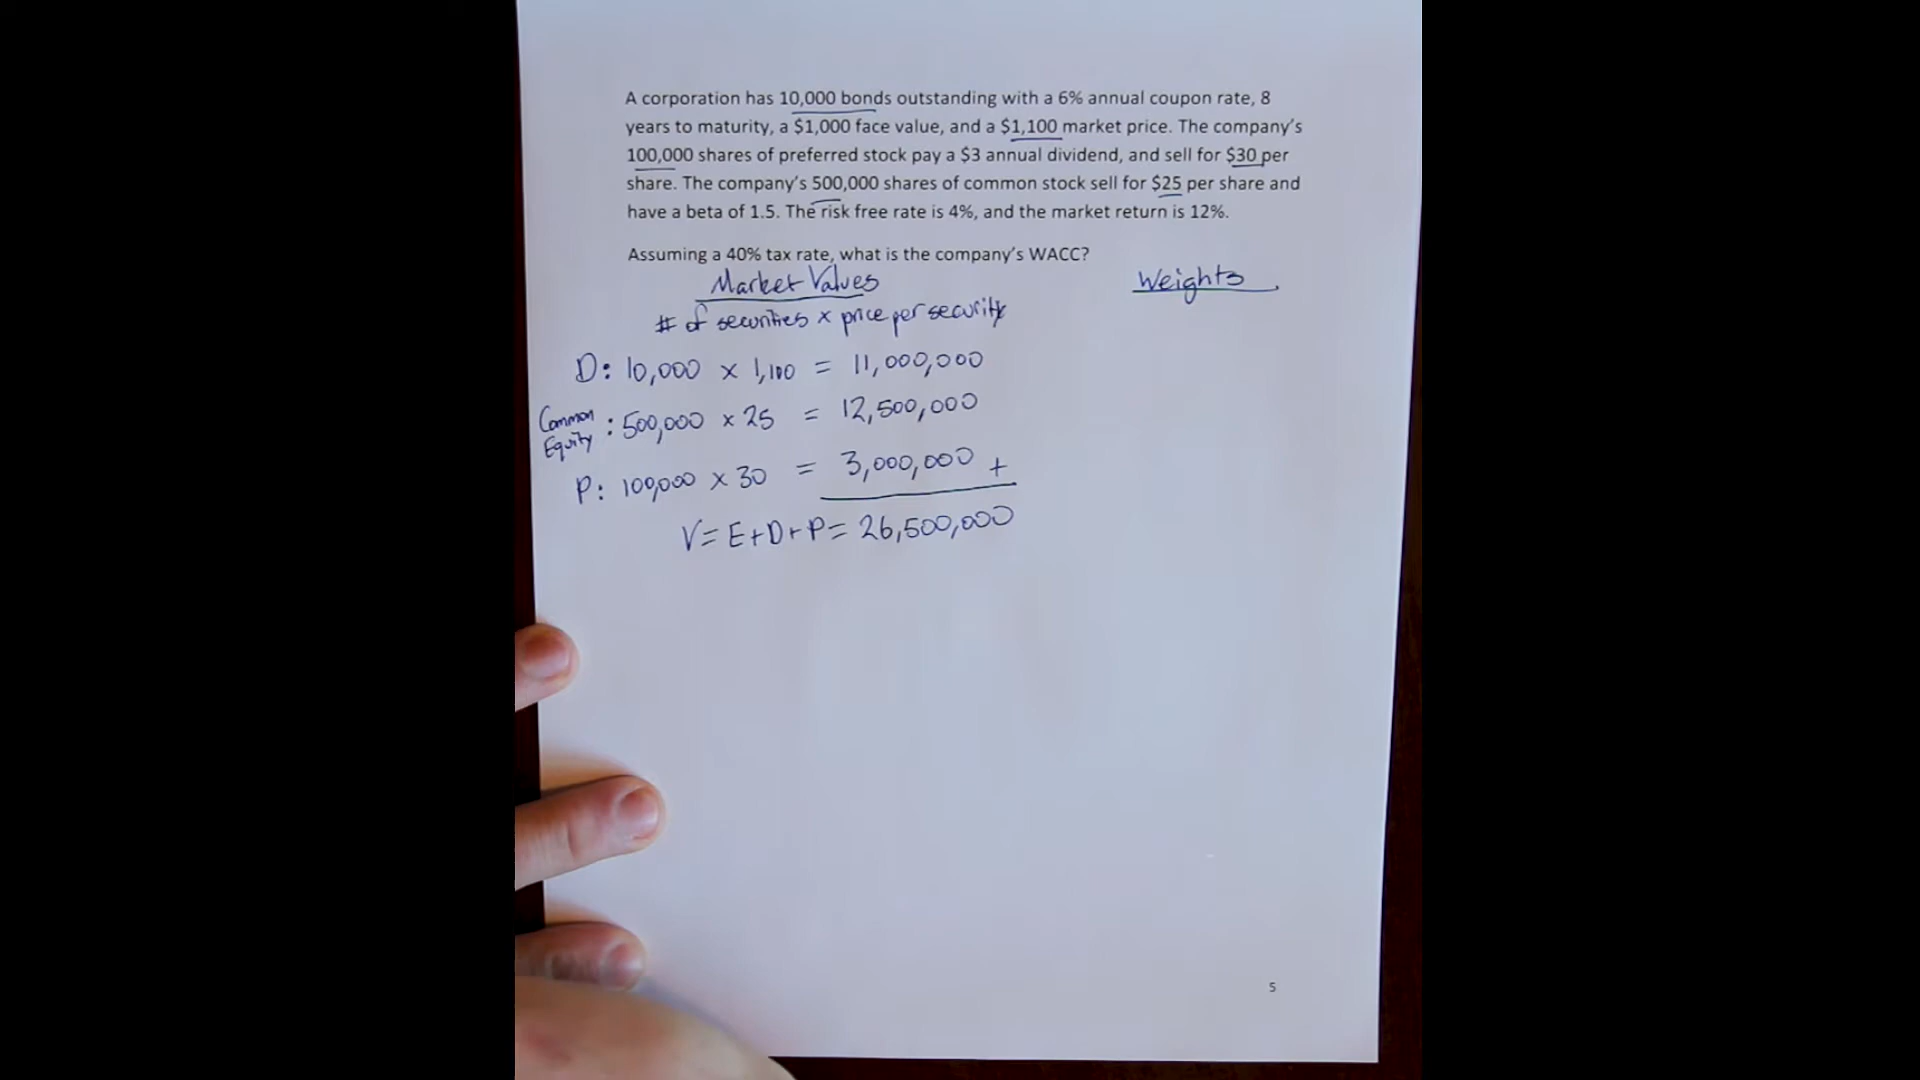 A corporation has 10,000 bonds outstanding with a 6% annual coupon rate, 8
years to maturity, a $1,000 face value, and a $1,100 market price. The company's
100,000 shares of preferred stock pay a $3 annual dividend, and sell for $30 per
share. The company's 500,000 shares of common stock sell for $25 per share and
have a beta of 1.5. The risk free rate is 4%, and the market return is 12%.
Assuming a 40% tax rate, what is the company's WACC?
Market Values
Weights
# of securities x price per security
D: 10,000 x 1,100 = 11,000,000
Common
Equity : 500,000 x 25 = 12,500,000
P: 100,000 x 30 = 3,000,000 +
V = E+D+P = 26,500,000
5